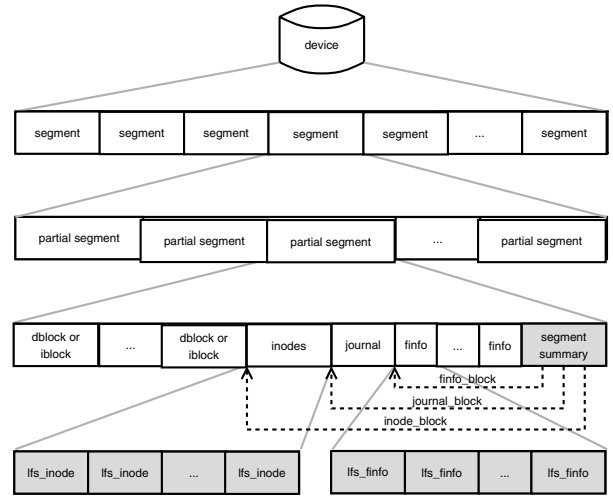 device
segment segment segment segment segment ... segment
partial segment partial segment partial segment ... partial segment
dblock or iblock ... dblock or iblock inodes journal finfo ... finfo segment summary
finfo_block
journal_block
inode_block
lfs_inode lfs_inode ... lfs_inode lfs_finfo lfs_finfo ... lfs_finfo